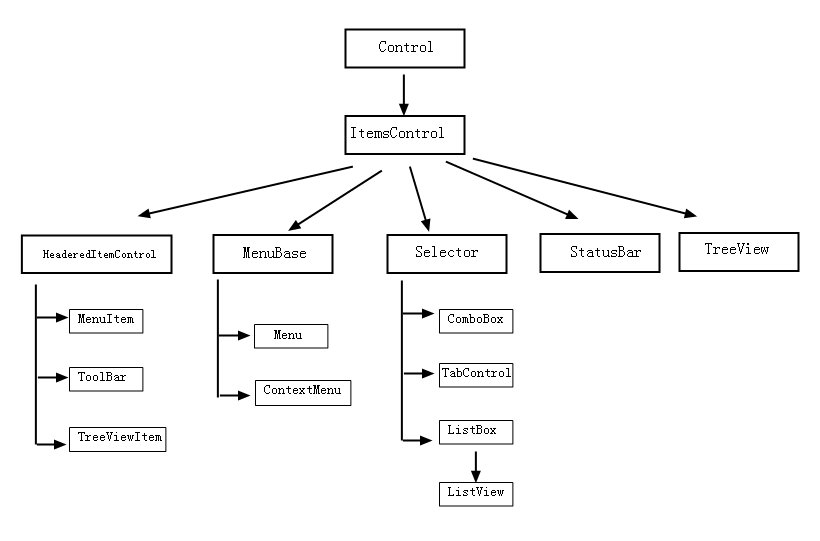 Control
ItemsControl
HeaderedItemControl
MenuBase
Selector
StatusBar
TreeView
MenuItem
ToolBar
TreeViewItem
Menu
ContextMenu
ComboBox
TabControl
ListBox
ListView